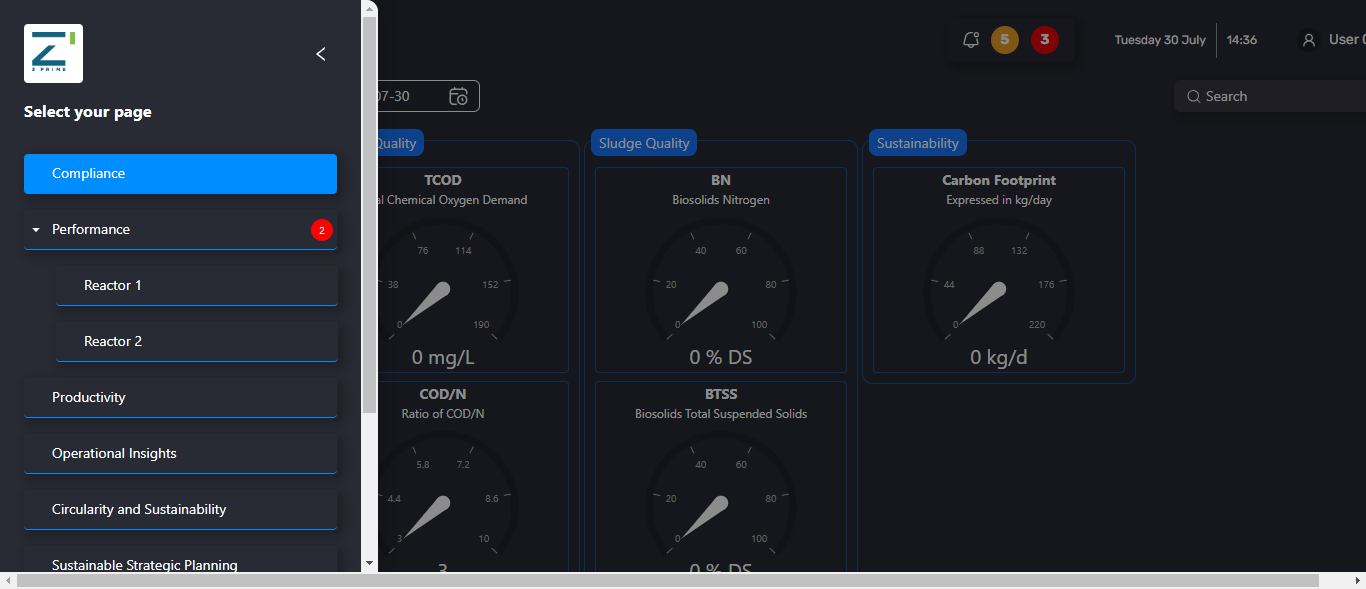 Z PRIME
Select your page
Compliance
Performance
2
Reactor 1
Reactor 2
Productivity
Operational Insights
Circularity and Sustainability
Sustainable Strategic Planning
5
3
Tuesday 30 July
14:36
User
07-30
Search
Quality
TCOD
al Chemical Oxygen Demand
0
38
76
114
152
190
0 mg/L
COD/N
Ratio of COD/N
3
4.4
5.8
7.2
8.6
10
3
Sludge Quality
BN
Biosolids Nitrogen
0
20
40
60
80
100
0 % DS
BTSS
Biosolids Total Suspended Solids
0
20
40
60
80
100
0 % DS
Sustainability
Carbon Footprint
Expressed in kg/day
0
44
88
132
176
220
0 kg/d